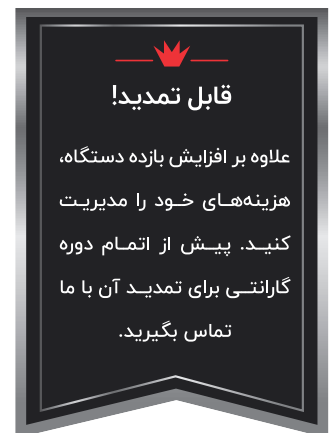 قابل تمدید!
علاوه بر افزایش بازده دستگاه،
هزینه‌های خود را مدیریت
کنید. پیش از اتمام دوره
گارانتی برای تمدید آن با ما
تماس بگیرید.